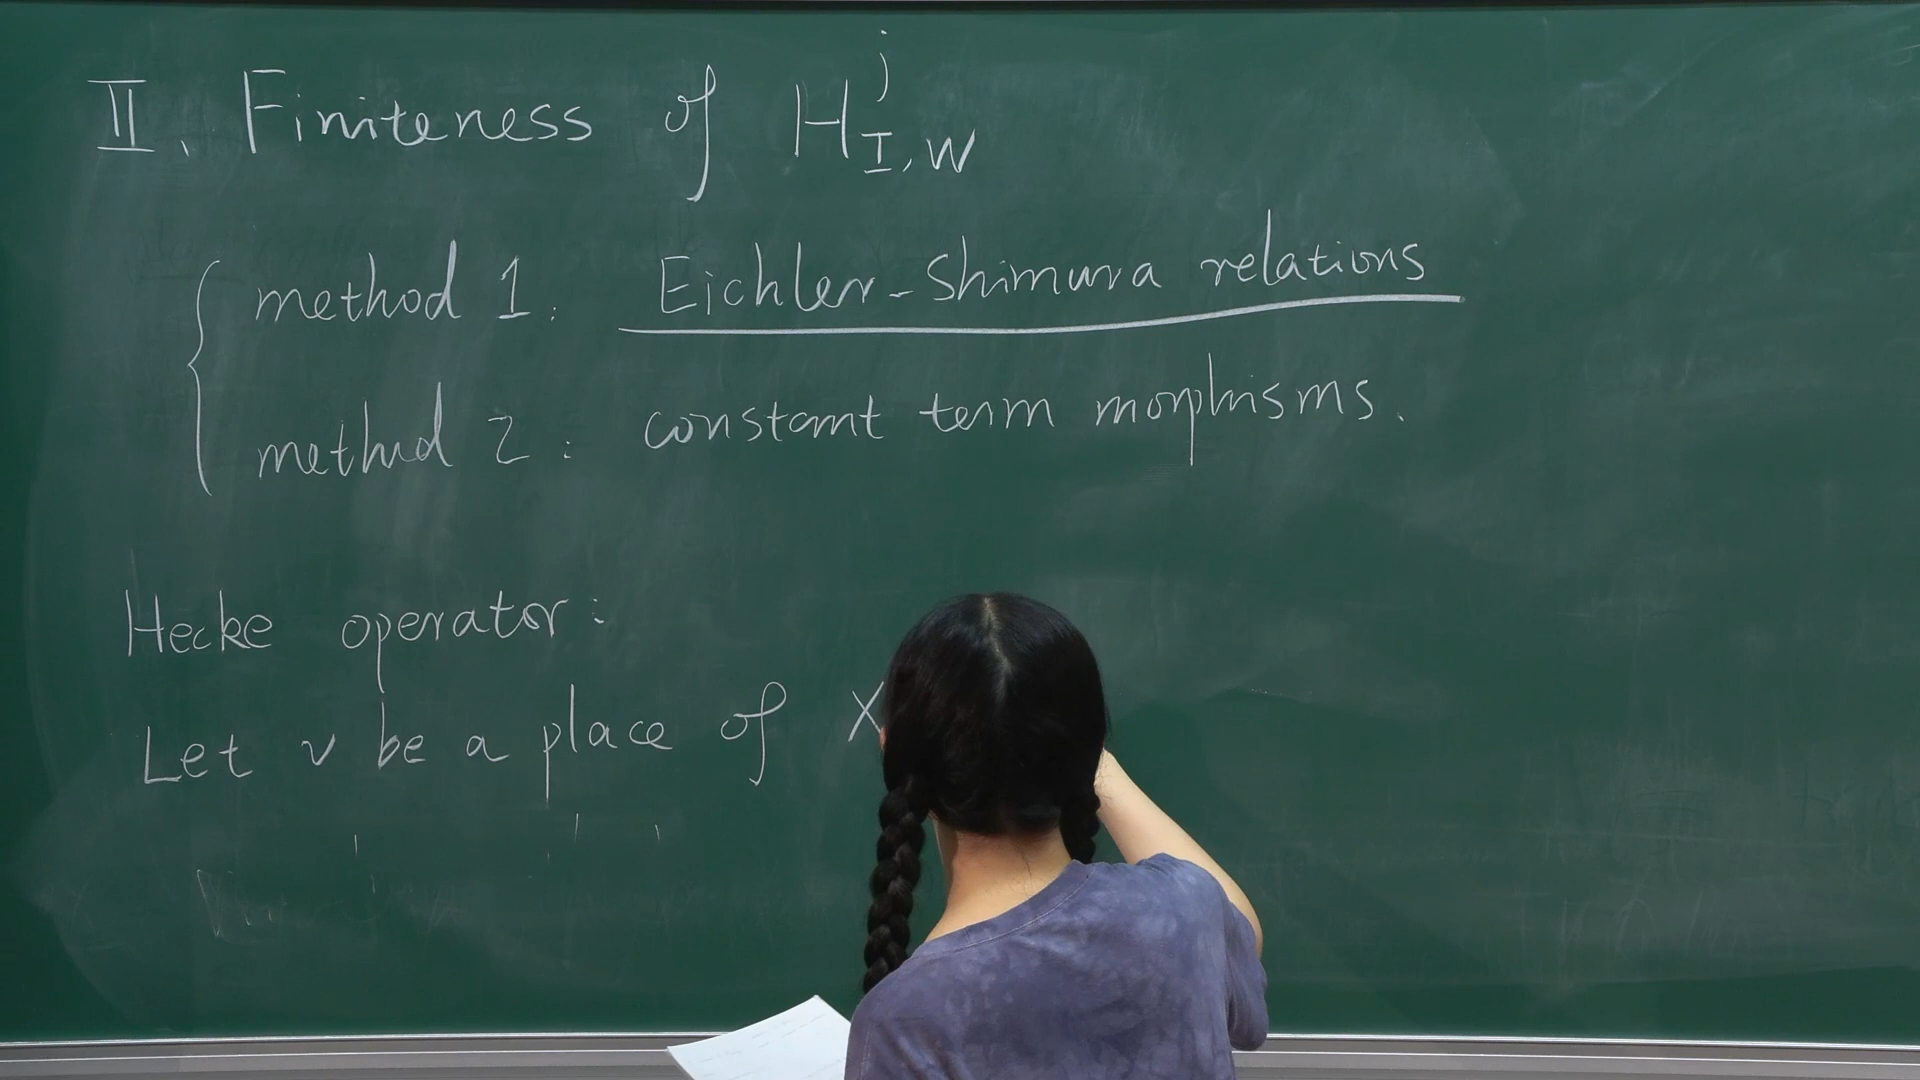 II. Finiteness of H^j_{I,W}
method 1: Eichler-Shimura relations
method 2: constant term morphisms.
Hecke operator:
Let v be a place of X